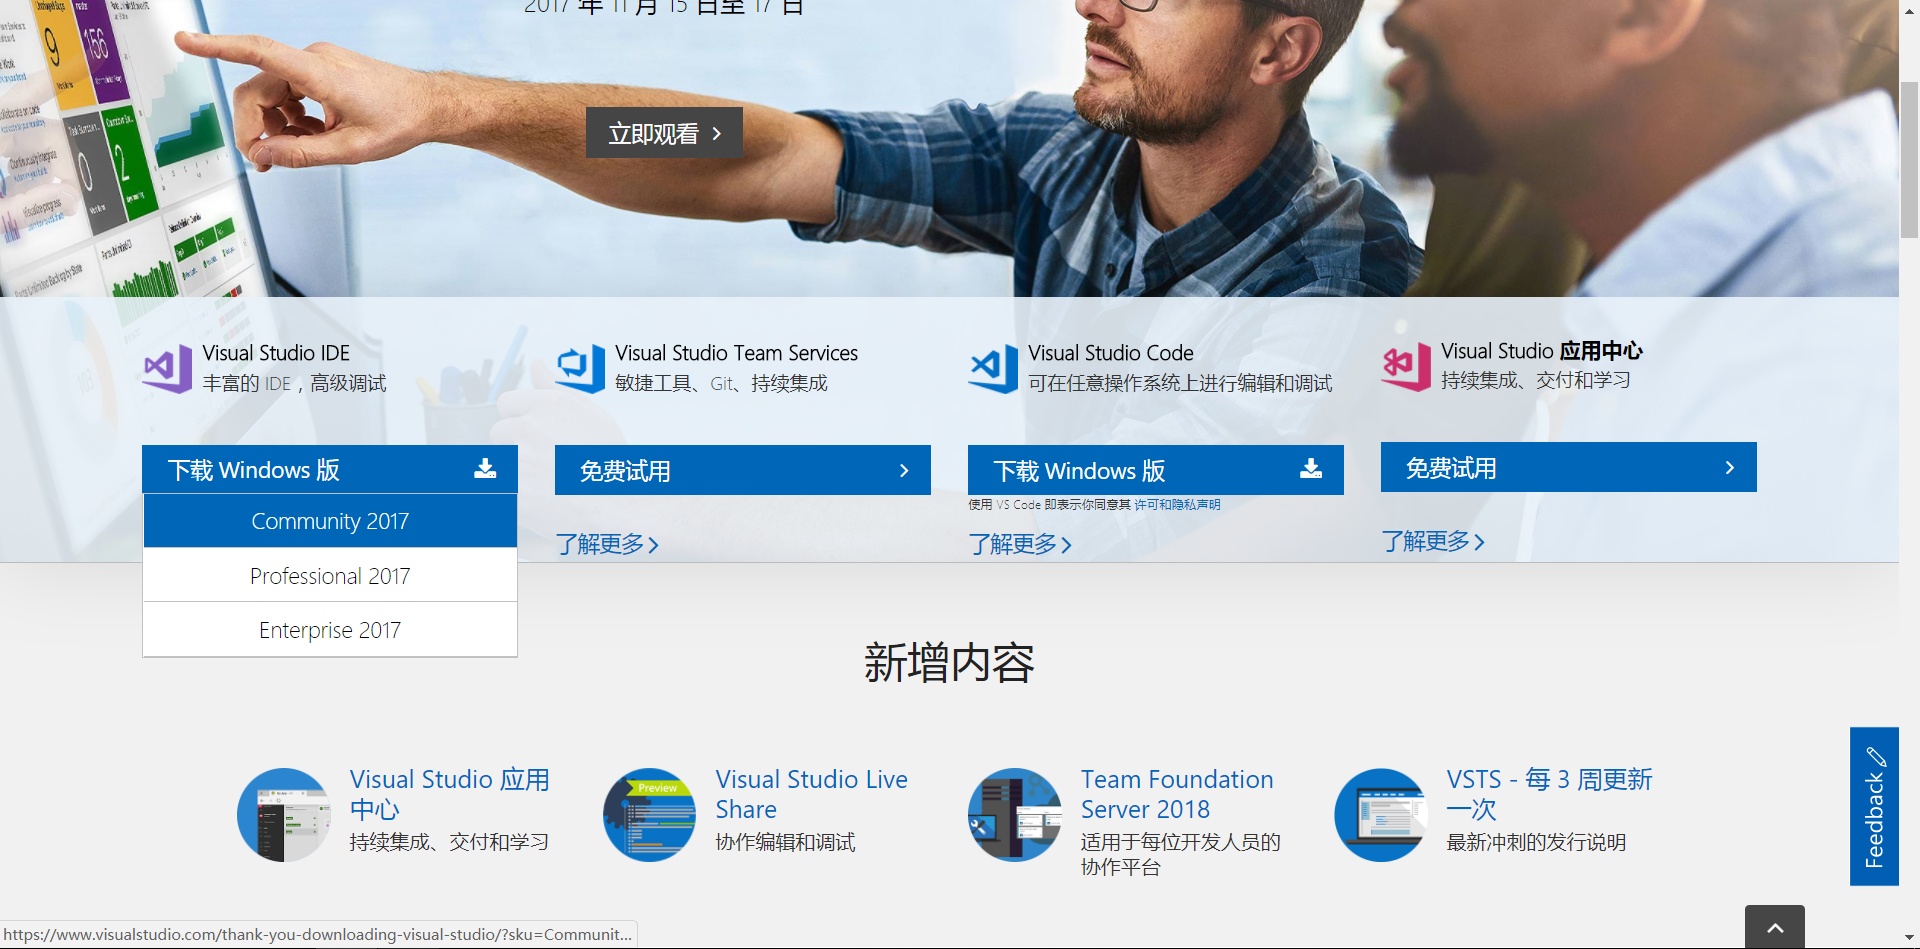 2017 年 11 月 15 日至 17 日
9
156
0
2
立即观看
Visual Studio IDE
丰富的 IDE，高级调试
Visual Studio Team Services
敏捷工具、Git、持续集成
Visual Studio Code
可在任意操作系统上进行编辑和调试
Visual Studio 应用中心
持续集成、交付和学习
下载 Windows 版
免费试用
下载 Windows 版
免费试用
使用 VS Code 即表示你同意其 许可和隐私声明
Community 2017
Professional 2017
Enterprise 2017
了解更多
了解更多
了解更多
新增内容
Visual Studio 应用
中心
持续集成、交付和学习
Preview
Visual Studio Live
Share
协作编辑和调试
Team Foundation
Server 2018
适用于每位开发人员的
协作平台
VSTS - 每 3 周更新
一次
最新冲刺的发行说明
Feedback
https://www.visualstudio.com/thank-you-downloading-visual-studio/?sku=Communit...